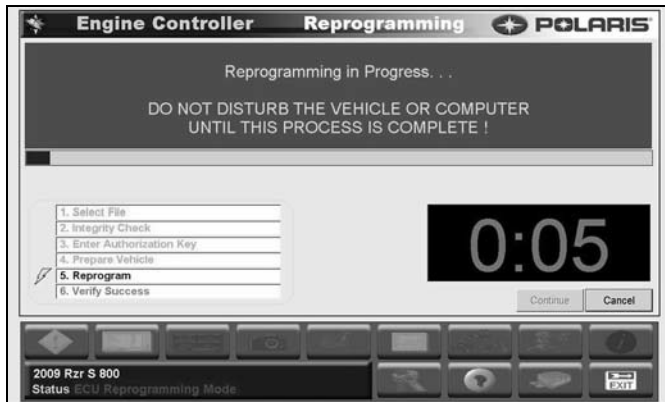 Engine Controller Reprogramming POLARIS
Reprogramming in Progress. . .
DO NOT DISTURB THE VEHICLE OR COMPUTER
UNTIL THIS PROCESS IS COMPLETE !
1. Select File
2. Integrity Check
3. Enter Authorization Key
4. Prepare Vehicle
5. Reprogram
6. Verify Success
0:05
Continue Cancel
2009 Rzr S 800
Status ECU Reprogramming Mode
EXIT